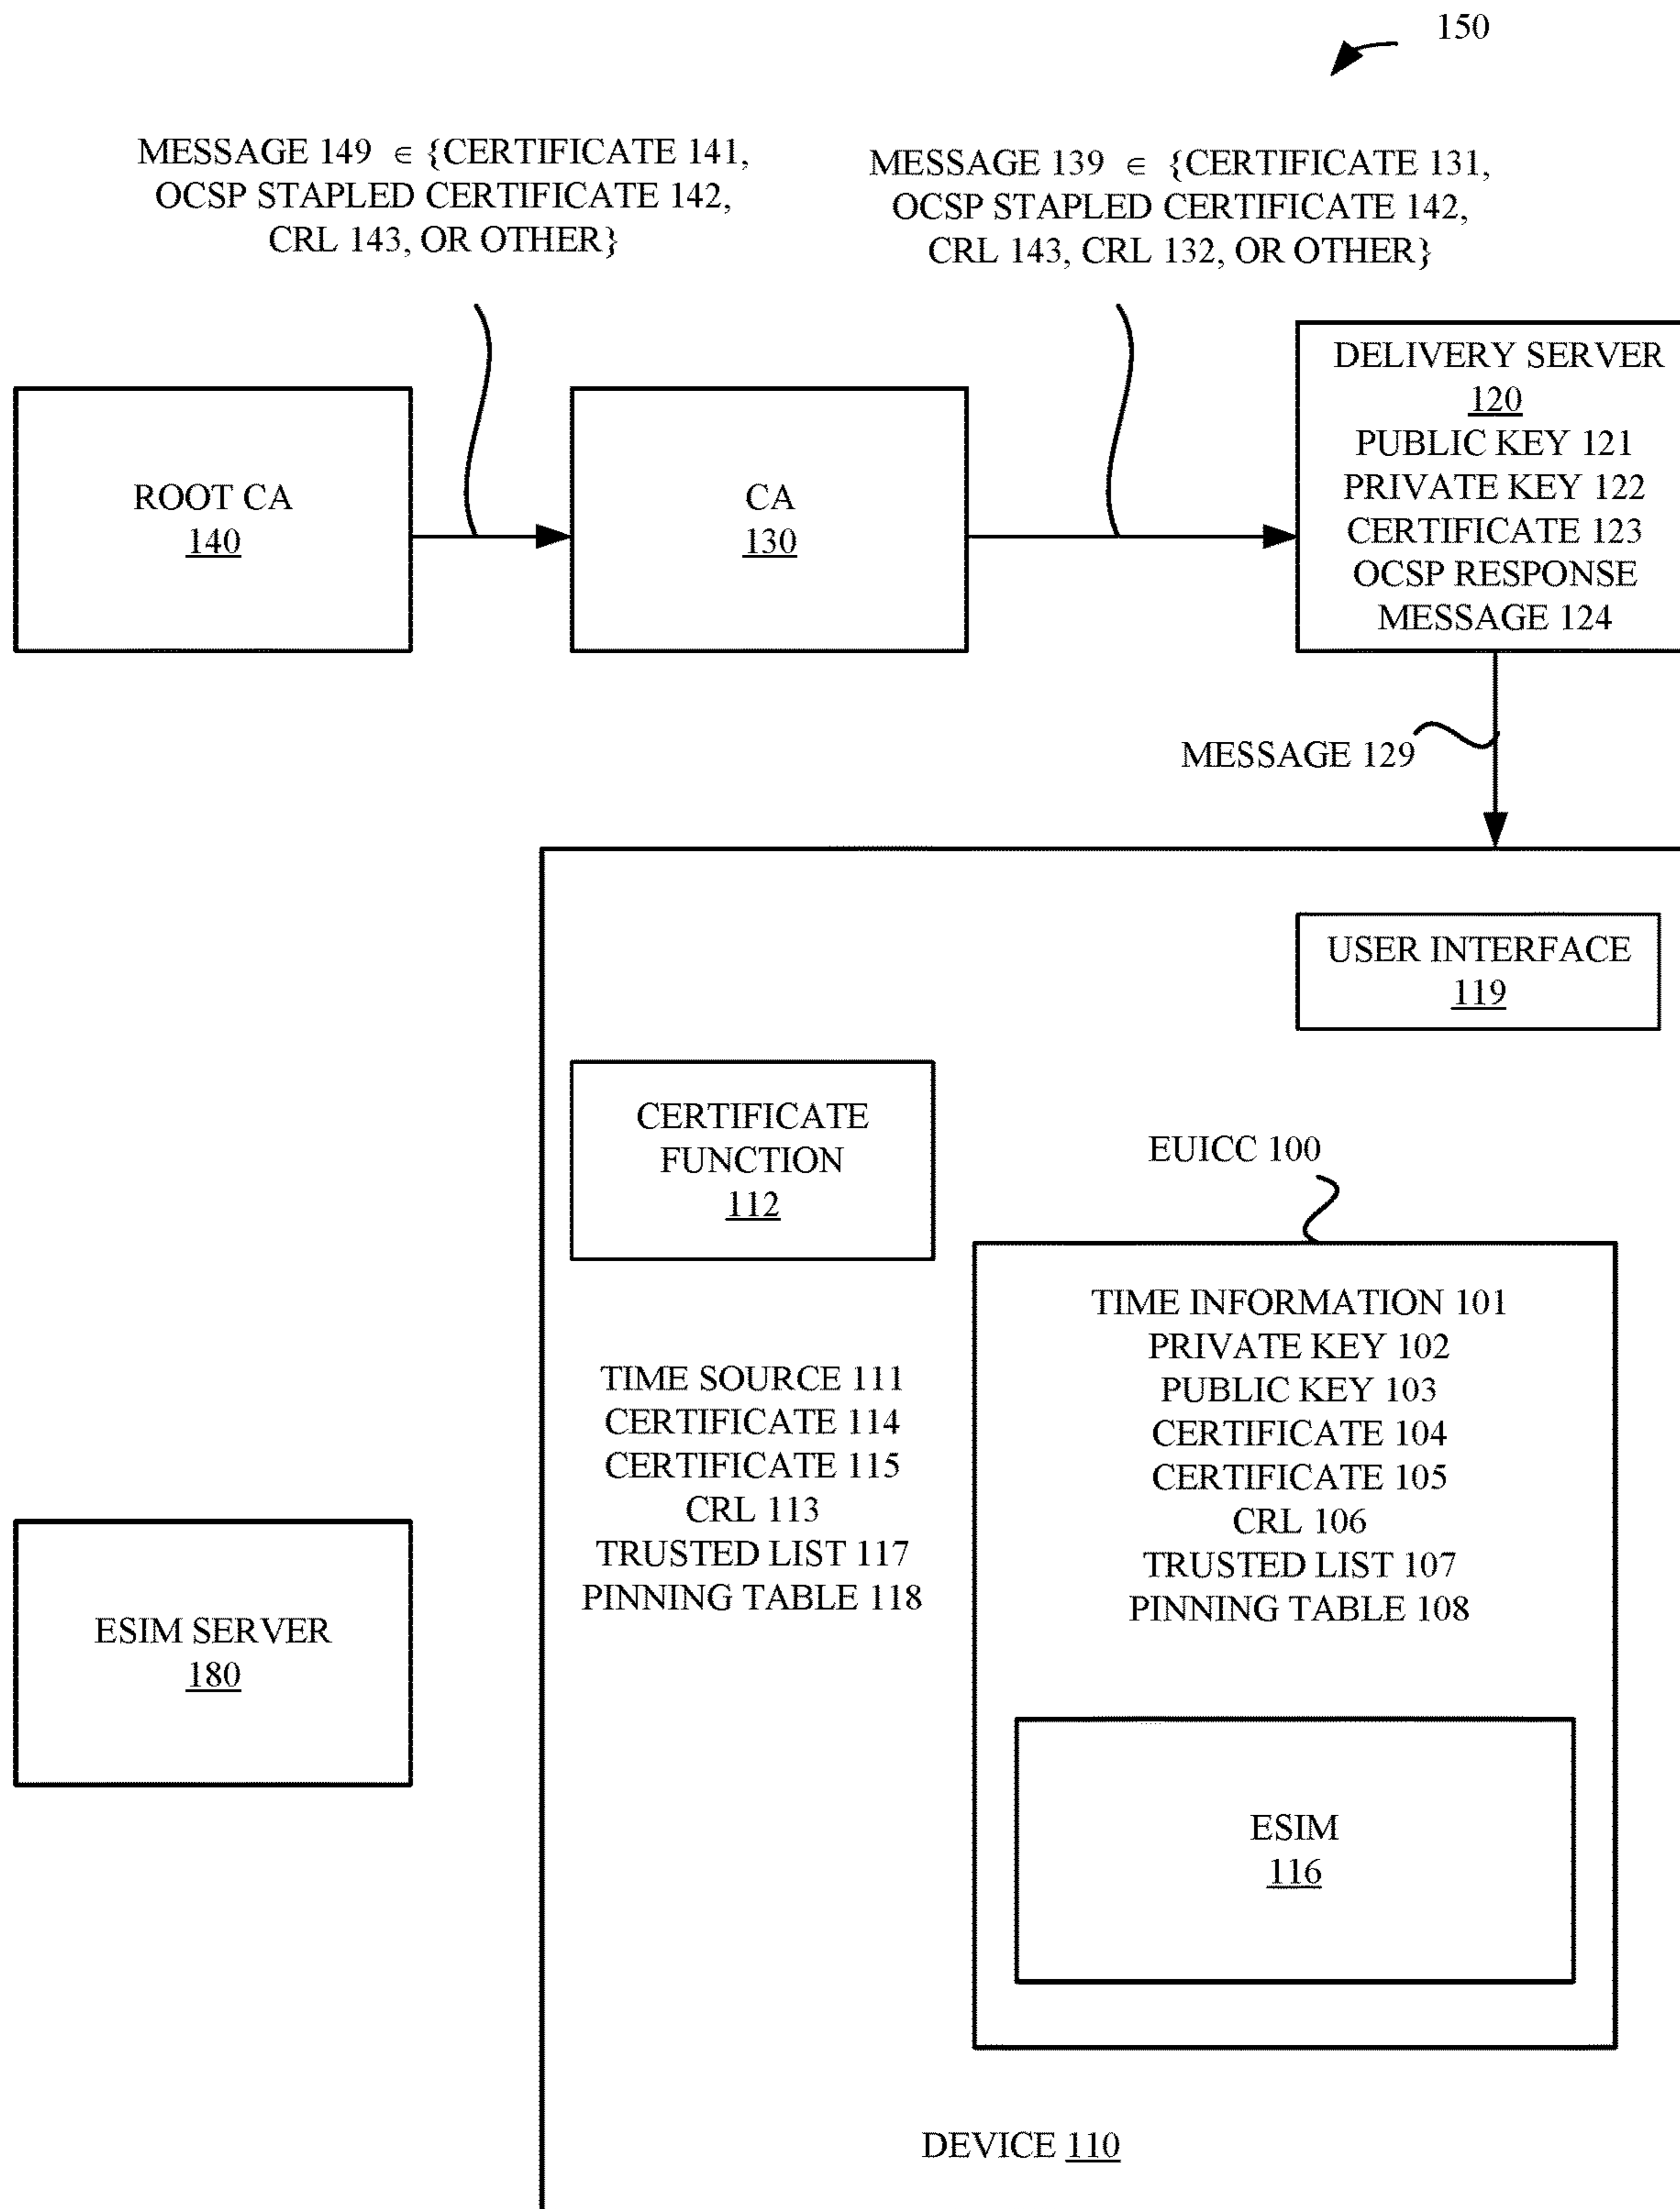 150
MESSAGE 149 ∈ {CERTIFICATE 141,
OCSP STAPLED CERTIFICATE 142,
CRL 143, OR OTHER}
MESSAGE 139 ∈ {CERTIFICATE 131,
OCSP STAPLED CERTIFICATE 142,
CRL 143, CRL 132, OR OTHER}
ROOT CA
140
CA
130
DELIVERY SERVER
120
PUBLIC KEY 121
PRIVATE KEY 122
CERTIFICATE 123
OCSP RESPONSE
MESSAGE 124
MESSAGE 129
USER INTERFACE
119
CERTIFICATE
FUNCTION
112
EUICC 100
TIME SOURCE 111
CERTIFICATE 114
CERTIFICATE 115
CRL 113
TRUSTED LIST 117
PINNING TABLE 118
TIME INFORMATION 101
PRIVATE KEY 102
PUBLIC KEY 103
CERTIFICATE 104
CERTIFICATE 105
CRL 106
TRUSTED LIST 107
PINNING TABLE 108
ESIM SERVER
180
ESIM
116
DEVICE 110